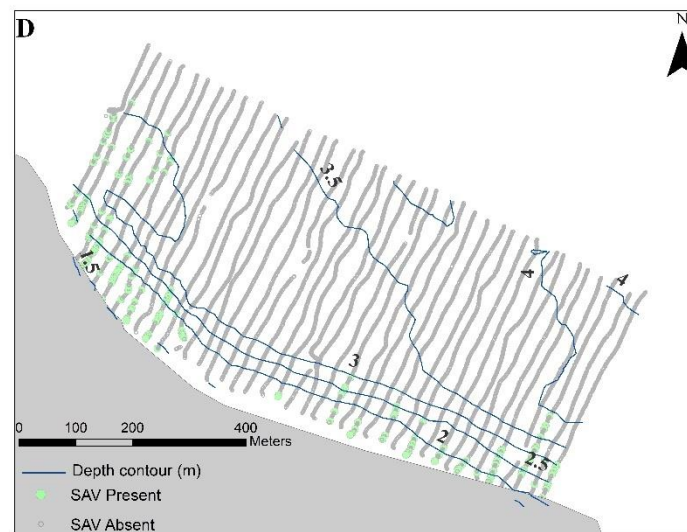 D
N
3.5
4
4
1.5
3
2
2.5
0 100 200 400
Meters
Depth contour (m)
SAV Present
SAV Absent